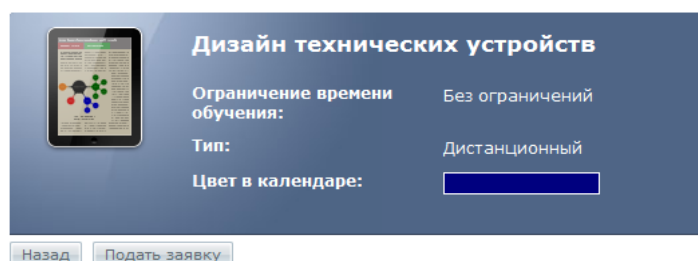 Дизайн технических устройств
Ограничение времени
обучения:
Без ограничений
Тип:
Дистанционный
Цвет в календаре:
Назад
Подать заявку